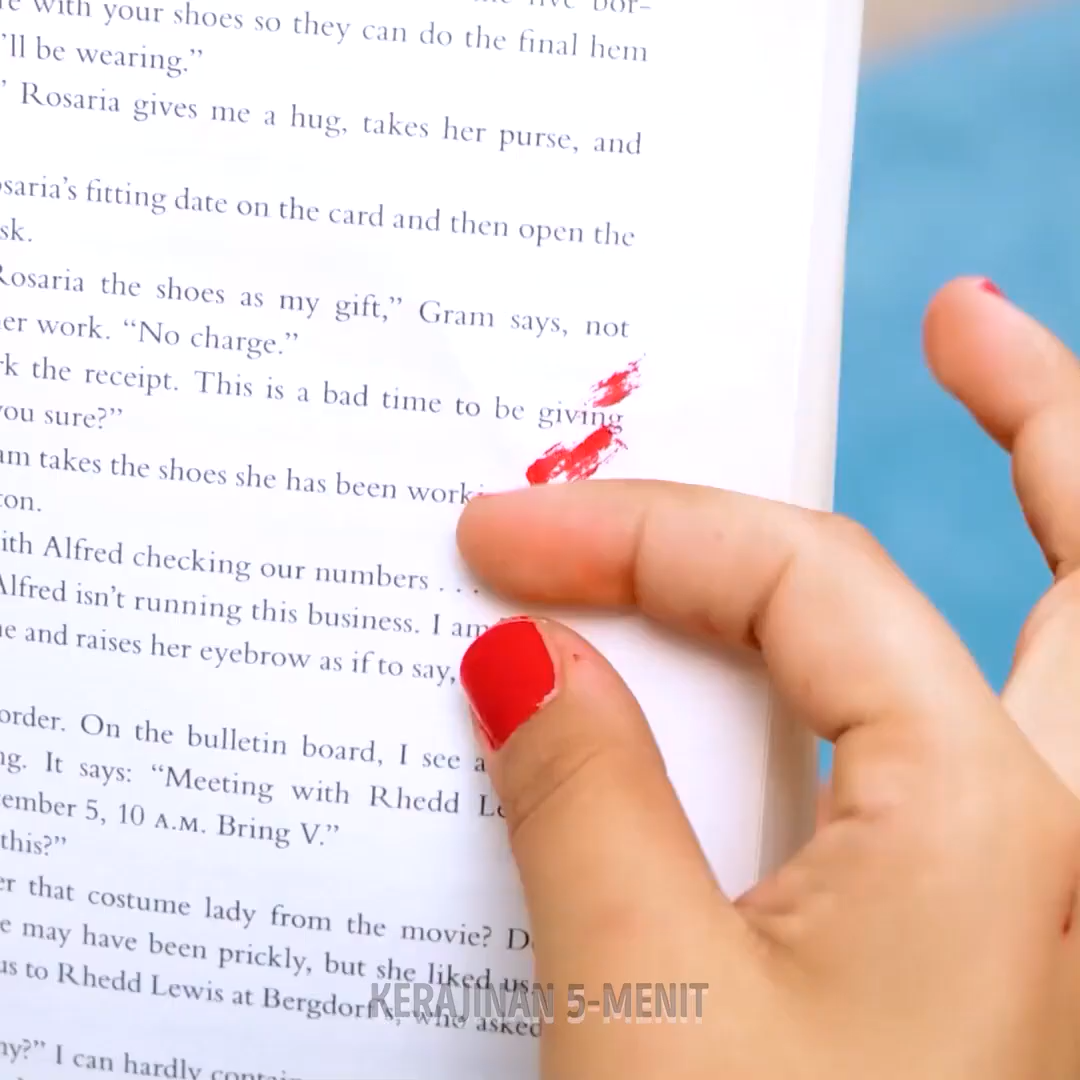 with your shoes so they can do the final hem
'll be wearing.”
” Rosaria gives me a hug, takes her purse, and
saria's fitting date on the card and then open the
sk.
Rosaria the shoes as my gift,” Gram says, not
er work. “No charge.”
k the receipt. This is a bad time to be giving
you sure?”
am takes the shoes she has been work
ton.
ith Alfred checking our numbers . . .
Alfred isn't running this business. I am
e and raises her eyebrow as if to say,
order. On the bulletin board, I see a
ng. It says: “Meeting with Rhedd Le
ember 5, 10 A.M. Bring V.”
this?”
er that costume lady from the movie? D
e may have been prickly, but she liked us.
us to Rhedd Lewis at Bergdorf's, who asked
ny?” I can hardly
KERAJINAN 5-MENIT